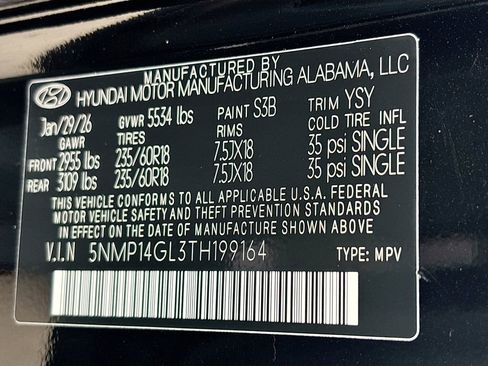 MANUFACTURED BY
HYUNDAI MOTOR MANUFACTURING ALABAMA, LLC
Jan/29/26 GVWR 5534 lbs PAINT S3B TRIM YSY
GAWR TIRES RIMS COLD TIRE INFL
FRONT 2955 lbs 235/60R18 7.5JX18 35 psi SINGLE
REAR 3109 lbs 235/60R18 7.5JX18 35 psi SINGLE
THIS VEHICLE CONFORMS TO ALL APPLICABLE U.S.A. FEDERAL
MOTOR VEHICLE SAFETY AND THEFT PREVENTION STANDARDS
IN EFFECT ON THE DATE OF MANUFACTURE SHOWN ABOVE.
V.I.N 5NMP14GL3TH199164 TYPE: MPV